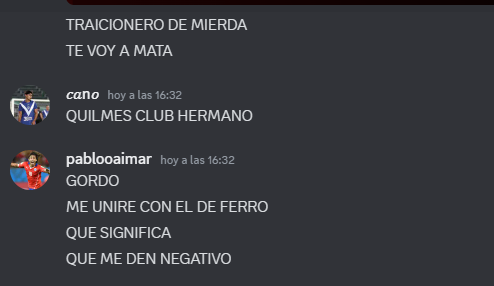 TRAICIONERO DE MIERDA
TE VOY A MATA
cano hoy a las 16:32
QUILMES CLUB HERMANO
pablooaimar hoy a las 16:32
GORDO
ME UNIRE CON EL DE FERRO
QUE SIGNIFICA
QUE ME DEN NEGATIVO